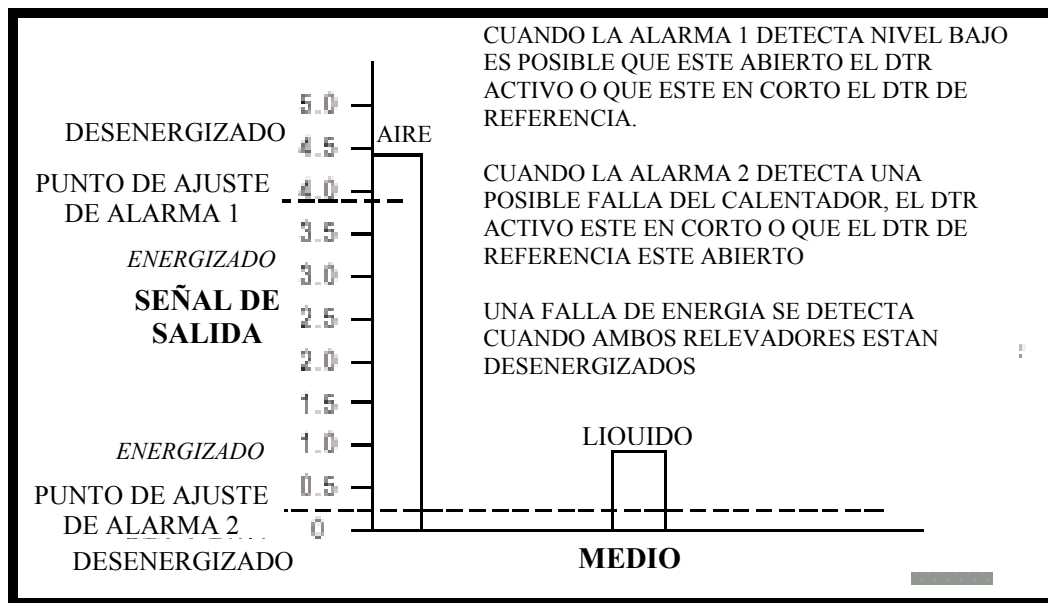 CUANDO LA ALARMA 1 DETECTA NIVEL BAJO
ES POSIBLE QUE ESTE ABIERTO EL DTR
ACTIVO O QUE ESTE EN CORTO EL DTR DE
REFERENCIA.
CUANDO LA ALARMA 2 DETECTA UNA
POSIBLE FALLA DEL CALENTADOR, EL DTR
ACTIVO ESTE EN CORTO O QUE EL DTR DE
REFERENCIA ESTE ABIERTO
UNA FALLA DE ENERGIA SE DETECTA
CUANDO AMBOS RELEVADORES ESTAN
DESENERGIZADOS
5.0
DESENERGIZADO
4.5
AIRE
PUNTO DE AJUSTE
DE ALARMA 1
4.0
3.5
ENERGIZADO
3.0
SEÑAL DE
SALIDA
2.5
2.0
1.5
1.0
ENERGIZADO
LIOUIDO
0.5
PUNTO DE AJUSTE
DE ALARMA 2
0
DESENERGIZADO
MEDIO